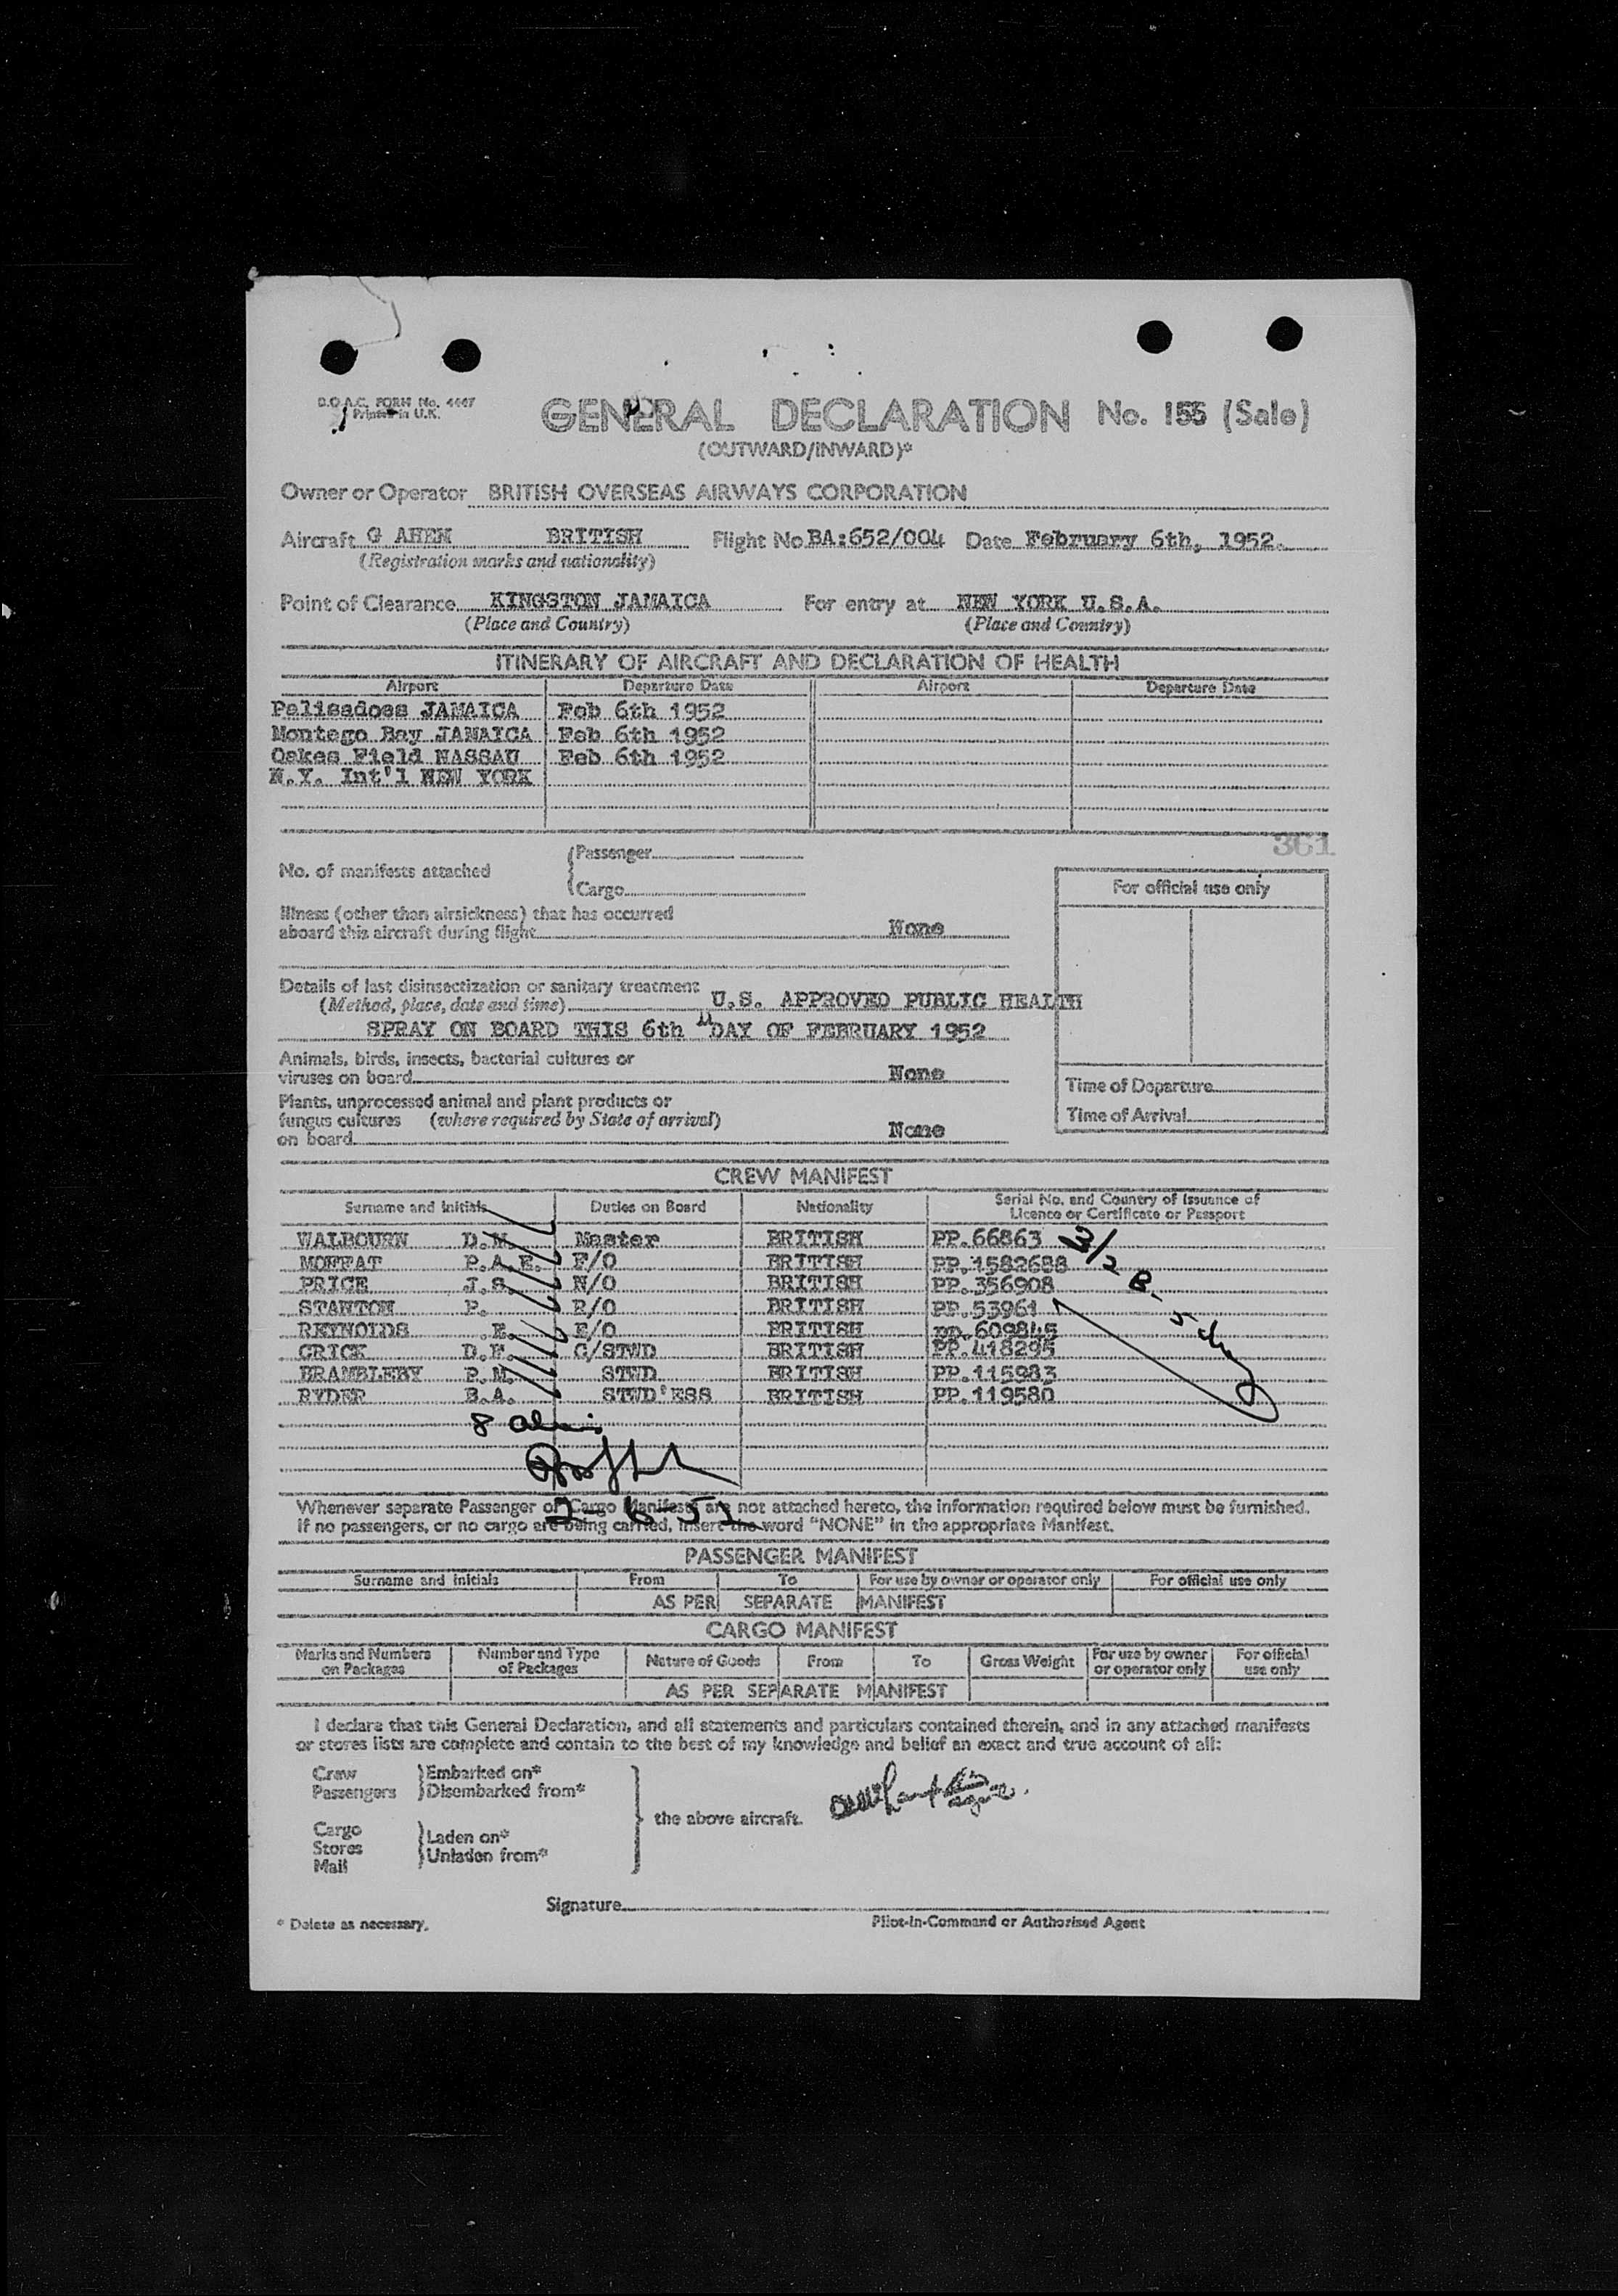 B.O.A.C. FORM No. 4447
Printed in U.K.
GENERAL DECLARATION No. 155 (Sale)
(OUTWARD/INWARD)*
Owner or Operator BRITISH OVERSEAS AIRWAYS CORPORATION
Aircraft G AHEN BRITISH Flight No. BA:652/004 Date February 6th, 1952.
(Registration marks and nationality)
Point of Clearance KINGSTON JAMAICA For entry at NEW YORK U.S.A.
(Place and Country) (Place and Country)
ITINERARY OF AIRCRAFT AND DECLARATION OF HEALTH
Airport Departure Date Airport Departure Date
Palisadoes JAMAICA Feb 6th 1952
Montego Bay JAMAICA Feb 6th 1952
Oakes Field NASSAU Feb 6th 1952
N.Y. Int'l NEW YORK
361
No. of manifests attached
Passenger
Cargo
For official use only
Illness (other than airsickness) that has occurred
aboard this aircraft during flight None
Details of last disinsectization or sanitary treatment
(Method, place, date and time) U.S. APPROVED PUBLIC HEALTH
SPRAY ON BOARD THIS 6th DAY OF FEBRUARY 1952
Animals, birds, insects, bacterial cultures or
viruses on board None
Time of Departure
Plants, unprocessed animal and plant products or
fungus cultures (where required by State of arrival)
on board None
Time of Arrival
CREW MANIFEST
Surname and Initials Duties on Board Nationality Serial No. and Country of Issuance of
Licence or Certificate or Passport
WALBOURN D.H. Master BRITISH PP.66863 3/2 B-
MOFFAT P.A.E. F/O BRITISH PP.1582688
PRICE J.S. N/O BRITISH PP.356908
STANTON P. R/O BRITISH PP.53961
REYNOLDS E. E/O BRITISH PP.609845
CRICK D.F. C/STWD BRITISH PP.418295
BRAMBLEBY P.M. STWD BRITISH PP.115983
RYDER B.A. STWD'ESS BRITISH PP.119580
8
2-6-52
Whenever separate Passenger or Cargo Manifests are not attached hereto, the information required below must be furnished.
If no passengers, or no cargo are being carried, insert the word "NONE" in the appropriate Manifest.
PASSENGER MANIFEST
Surname and Initials From To For use by owner or operator only For official use only
AS PER SEPARATE MANIFEST
CARGO MANIFEST
Marks and Numbers on Packages Number and Type of Packages Nature of Goods From To Gross Weight For use by owner or operator only For official use only
AS PER SEPARATE MANIFEST
I declare that this General Declaration, and all statements and particulars contained therein, and in any attached manifests
or stores lists are complete and contain to the best of my knowledge and belief an exact and true account of all:
Crew Embarked on*
Passengers Disembarked from*
the above aircraft.
Cargo
Stores Laden on*
Mail Unladen from*
Signature
* Delete as necessary. Pilot-in-Command or Authorised Agent